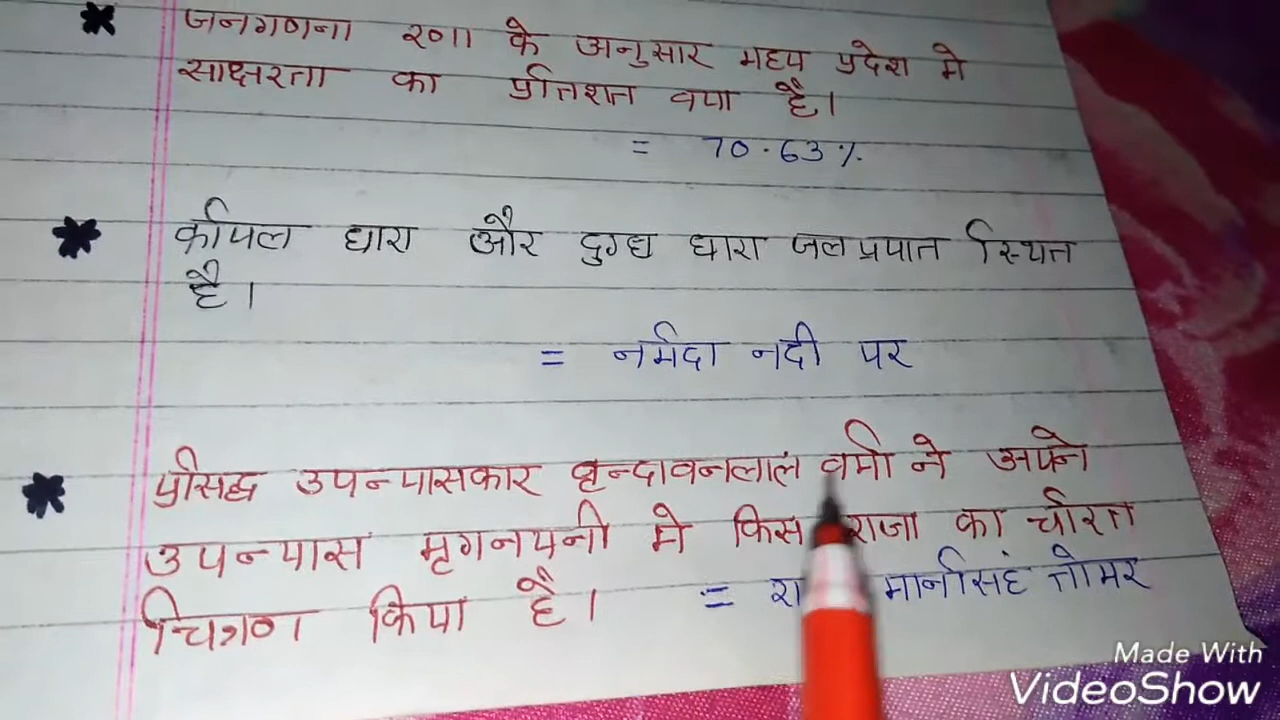 जनगणना २०11 के अनुसार मध्य प्रदेश मे
साक्षरता का प्रतिशत क्या है।
= 70.63%
कपिल धारा और दुग्ध धारा जलप्रपात स्थित
है।
= नर्मदा नदी पर
प्रसिद्ध उपन्यासकार वृन्दावनलाल वर्मा ने अपने
उपन्यास मृगनयनी मे किस राजा का चरित्र
चित्रण किया है। = मानसिंह तोमर
Made With
VideoShow